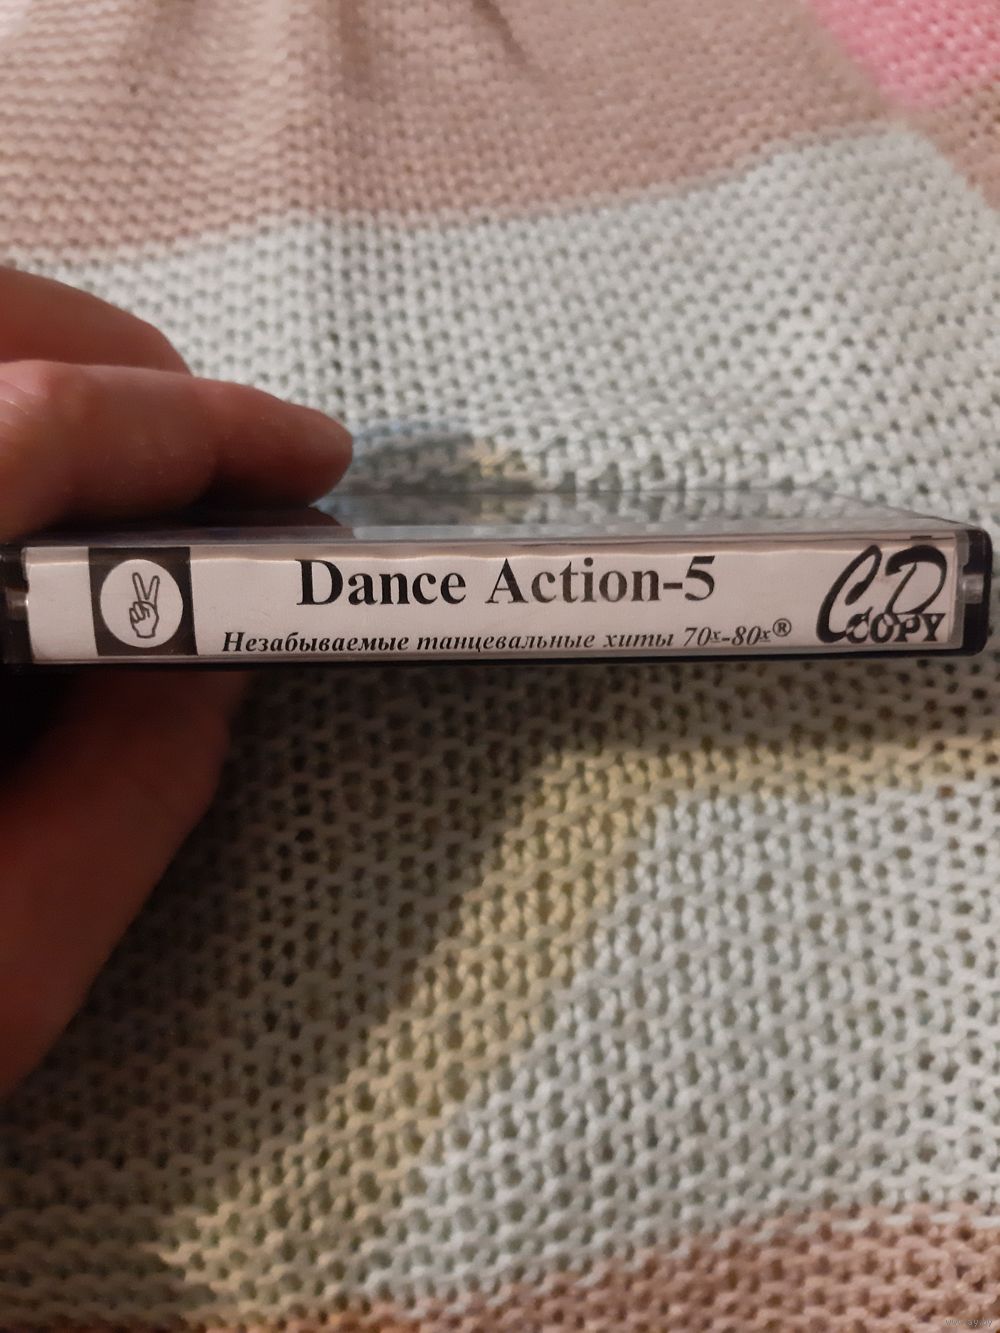 Dance Action-5
Незабываемые танцевальные хиты 70х-80х®
CD
COPY